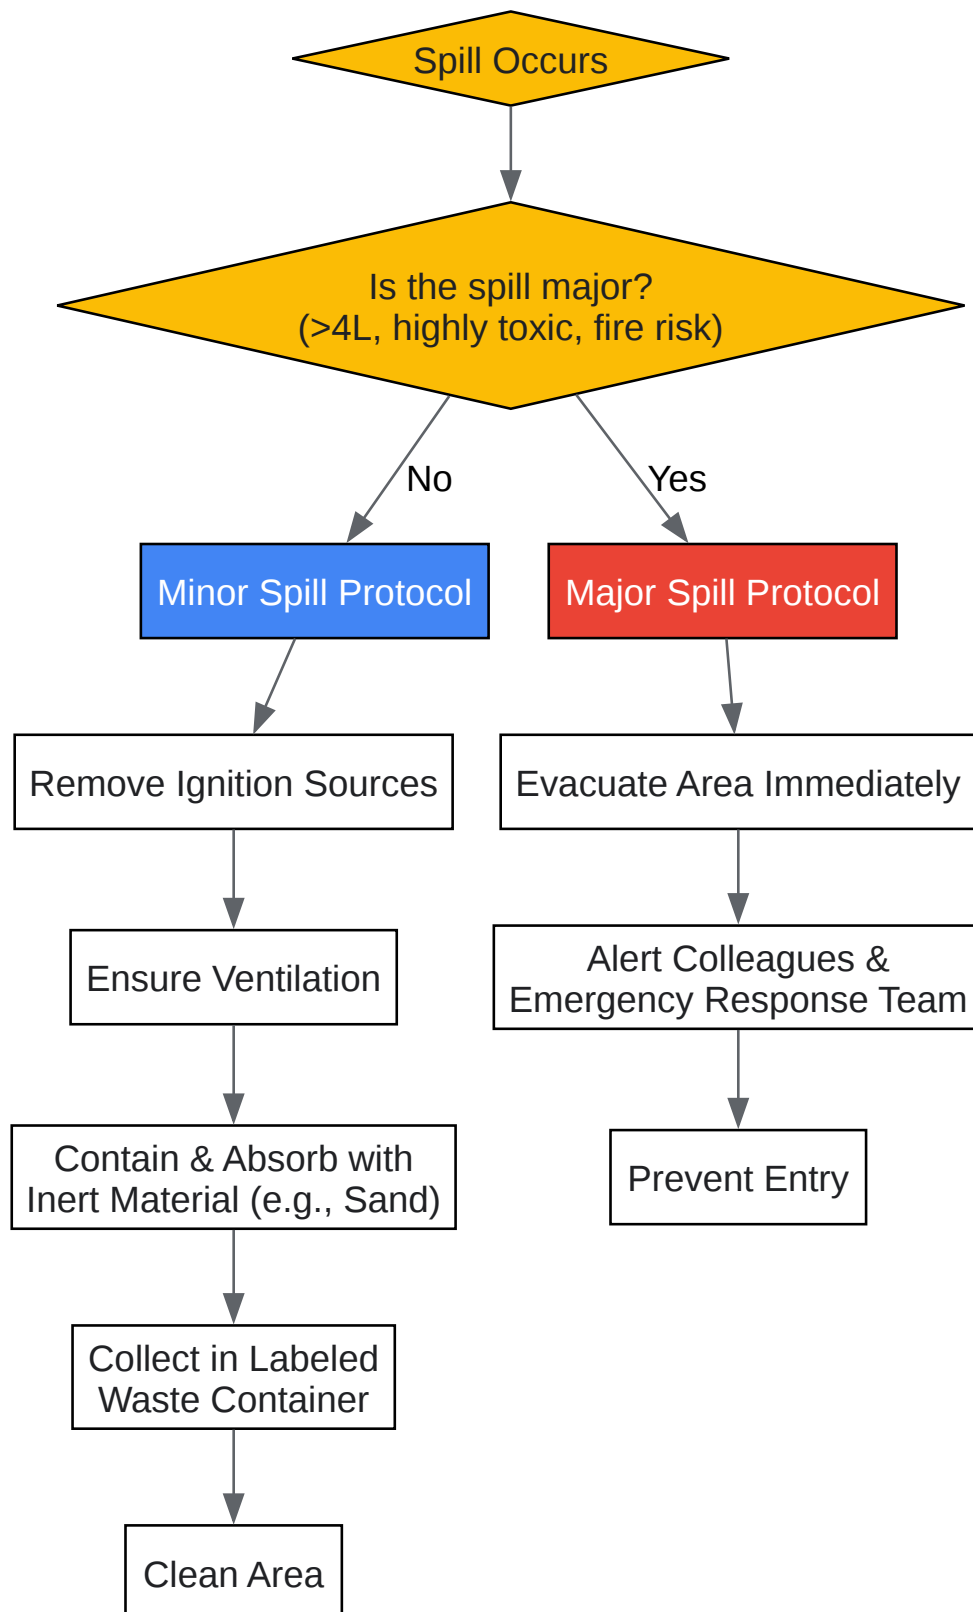 Spill Occurs
Is the spill major?
(>4L, highly toxic, fire risk)
No
Yes
Minor Spill Protocol
Major Spill Protocol
Remove Ignition Sources
Evacuate Area Immediately
Ensure Ventilation
Alert Colleagues &
Emergency Response Team
Contain & Absorb with
Inert Material (e.g., Sand)
Prevent Entry
Collect in Labeled
Waste Container
Clean Area